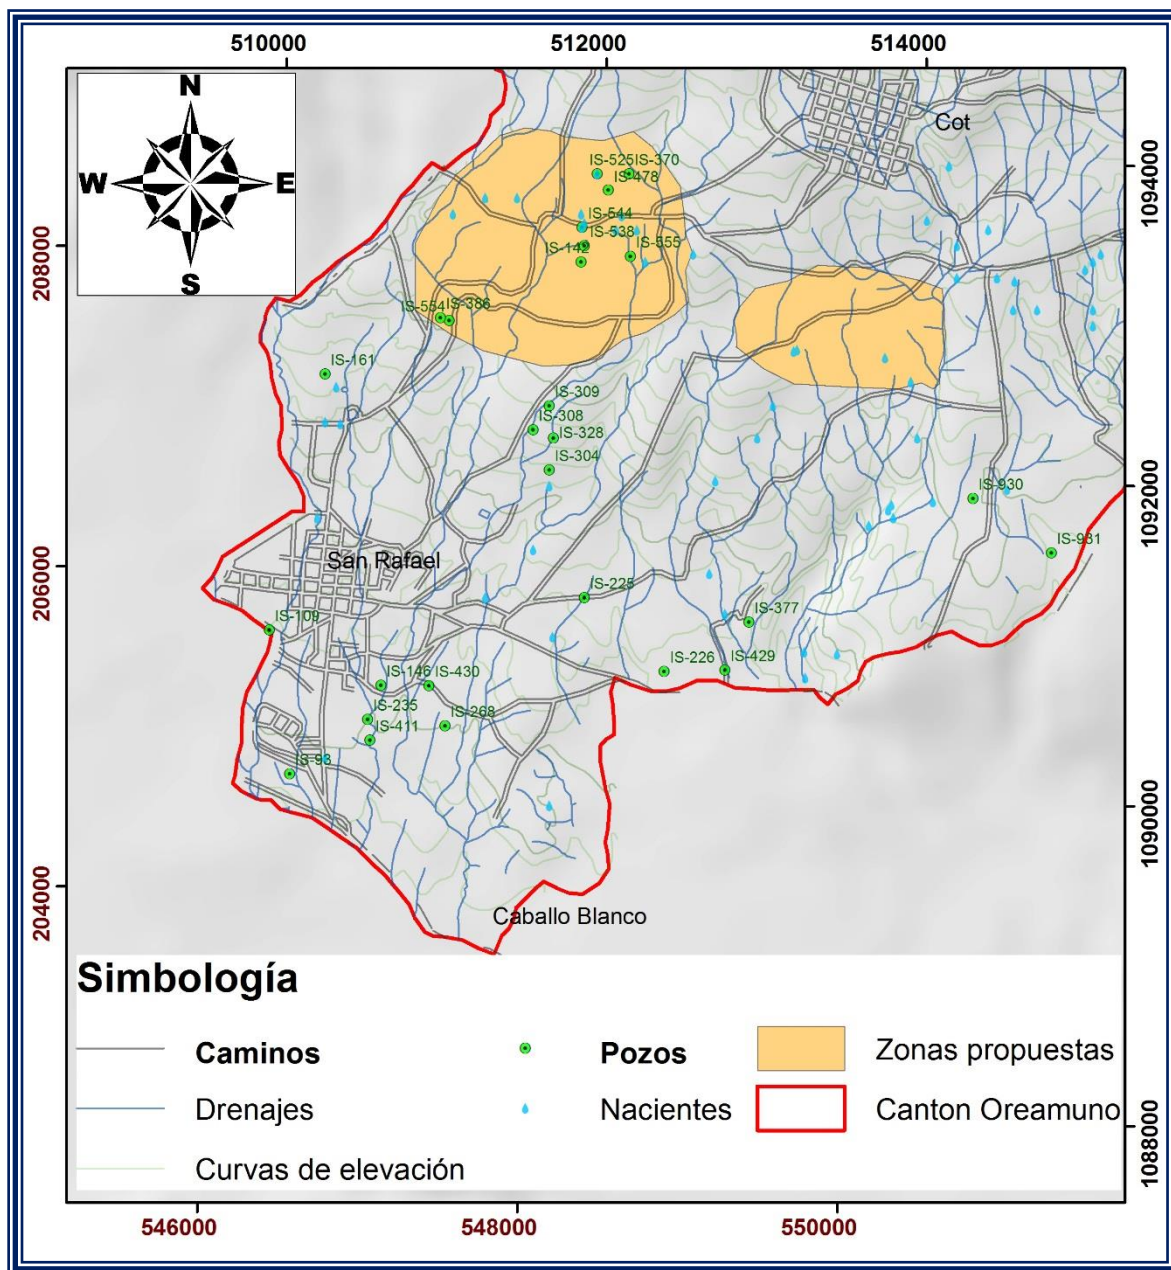 510000
512000
514000
N
W
E
S
Cot
1094000
IS-525
IS-370
IS-478
IS-544
IS-538
IS-142
IS-555
208000
IS-554
IS-386
IS-161
IS-309
IS-308
IS-328
IS-304
IS-930
1092000
IS-931
San Rafael
206000
IS-225
IS-377
IS-109
IS-226
IS-429
IS-146
IS-430
IS-235
IS-268
IS-411
IS-93
1090000
204000
Caballo Blanco
Simbología
Caminos
Pozos
Zonas propuestas
Drenajes
Nacientes
Canton Oreamuno
Curvas de elevación
1088000
546000
548000
550000